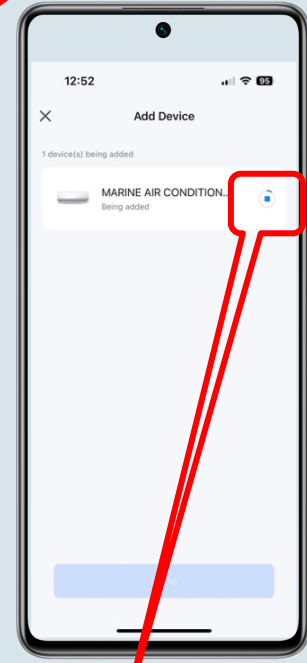 12:52
95
Add Device
1 device(s) being added
MARINE AIR CONDITION...
Being added